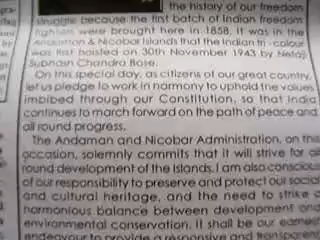 the history of our freedom
struggle because the first batch of Indian freedom
fighters were brought here in 1858. It was in the
Andaman & Nicobar Islands that the Indian tri-colour
was first hoisted on 30th November 1943 by Netaji
Subhash Chandra Bose.
On this special day, as citizens of our great country,
let us pledge to work in harmony to uphold the values
imbibed through our Constitution, so that India
continues to march forward on the path of peace and
all round progress.
The Andaman and Nicobar Administration, on this
occasion, solemnly commits that it will strive for all
round development of the Islands. I am also conscious
of our responsibility to preserve and protect our social
and cultural heritage, and the need to strike a
harmonious balance between development and
environmental conservation. It shall be our earnest
endeavour to provide a responsive and transparent